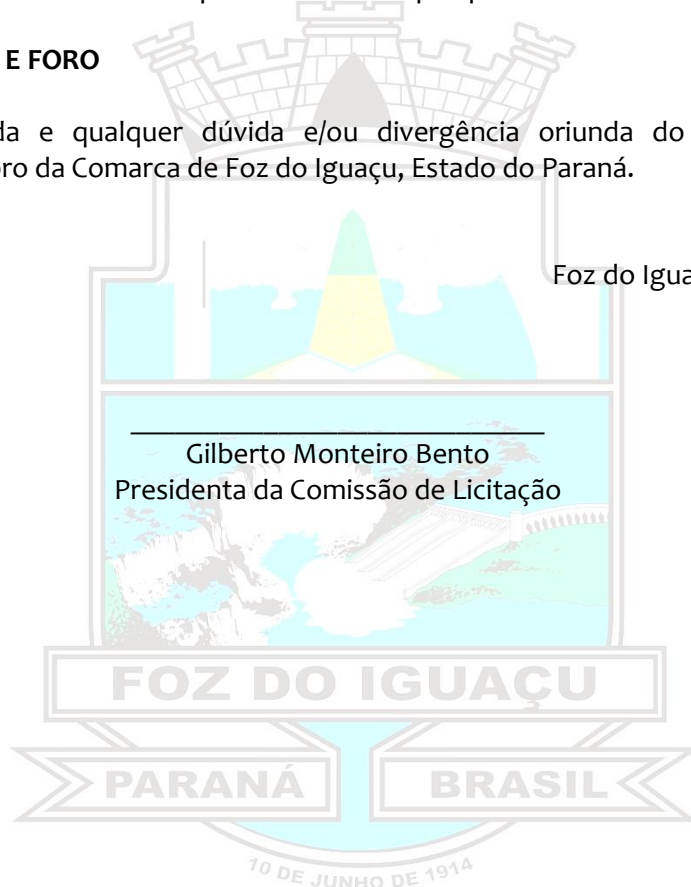 E FORO
da e qualquer dúvida e/ou divergência oriunda do
oro da Comarca de Foz do Iguaçu, Estado do Paraná.
Foz do Igua
Gilberto Monteiro Bento
Presidenta da Comissão de Licitação
FOZ DO IGUAÇU
PARANÁ BRASIL
10 DE JUNHO DE 1914